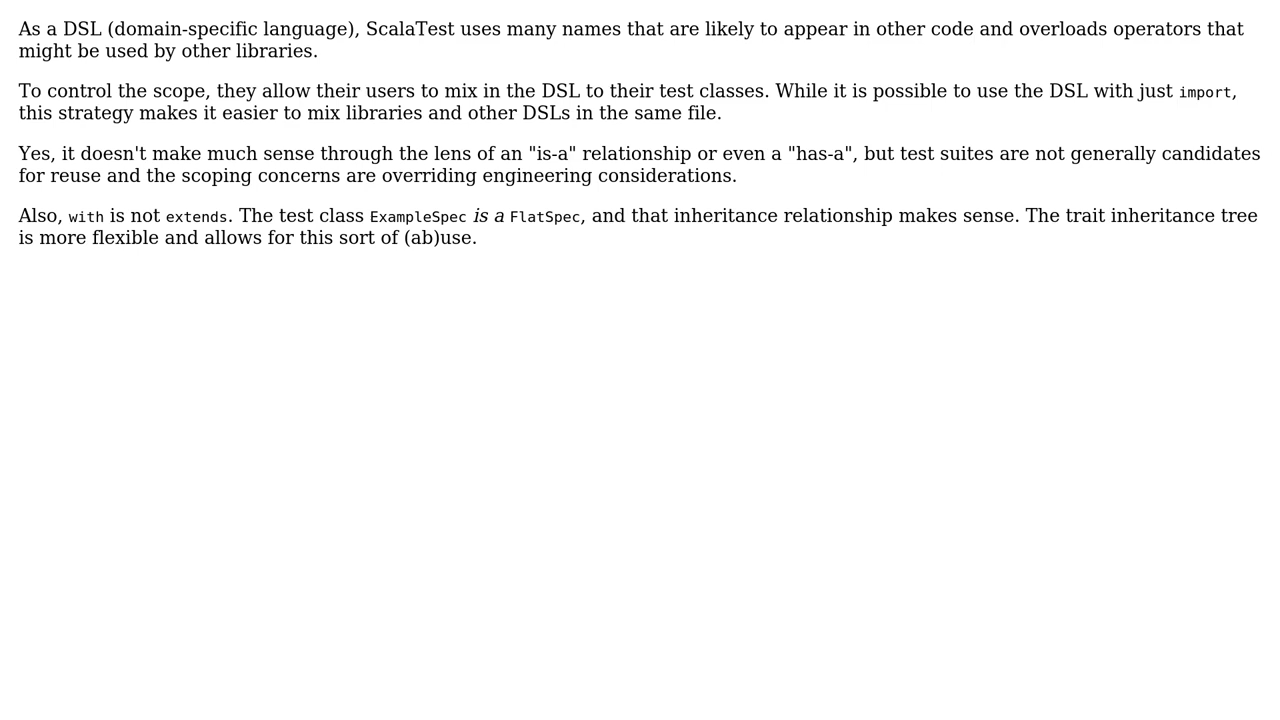 As a DSL (domain-specific language), ScalaTest uses many names that are likely to appear in other code and overloads operators that
might be used by other libraries.
To control the scope, they allow their users to mix in the DSL to their test classes. While it is possible to use the DSL with just import,
this strategy makes it easier to mix libraries and other DSLs in the same file.
Yes, it doesn't make much sense through the lens of an "is-a" relationship or even a "has-a", but test suites are not generally candidates
for reuse and the scoping concerns are overriding engineering considerations.
Also, with is not extends. The test class ExampleSpec is a FlatSpec, and that inheritance relationship makes sense. The trait inheritance tree
is more flexible and allows for this sort of (ab)use.